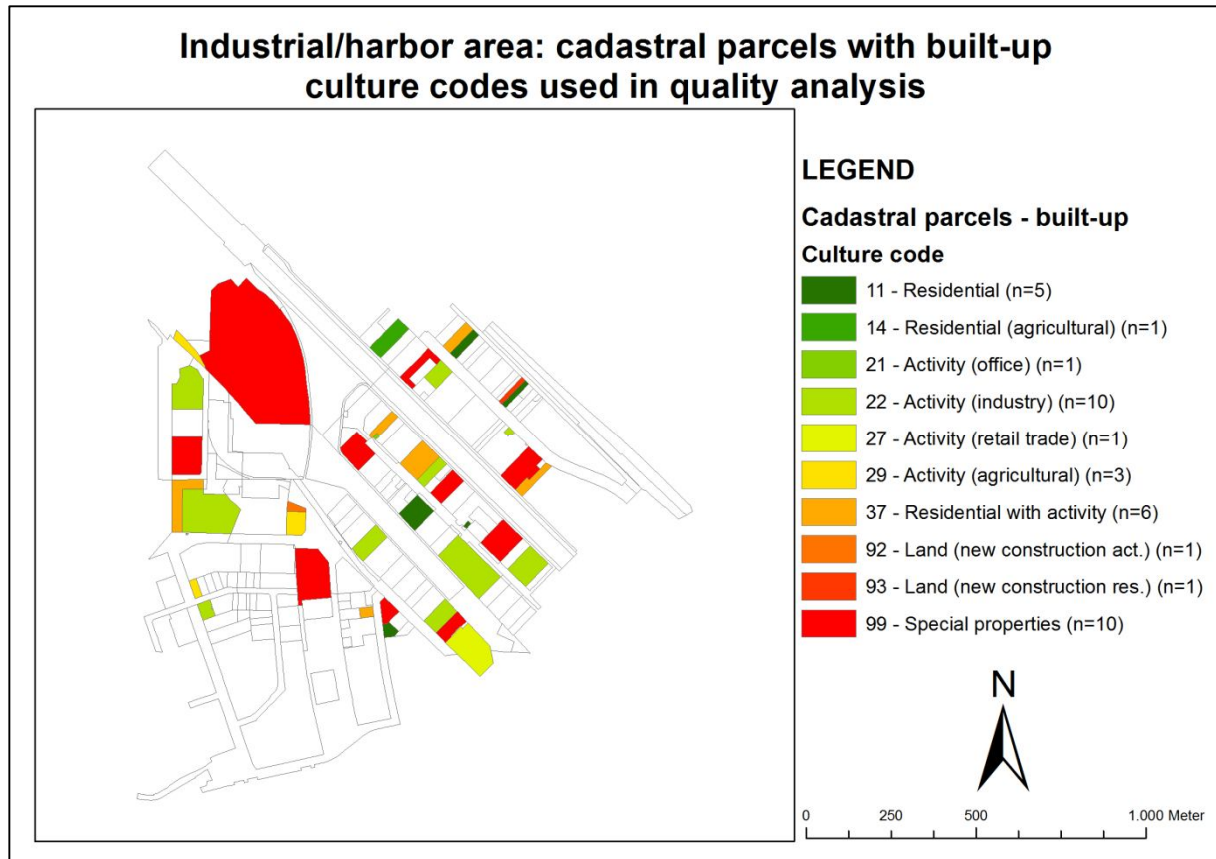 Industrial/harbor area: cadastral parcels with built-up
culture codes used in quality analysis
LEGEND
Cadastral parcels - built-up
Culture code
11 - Residential (n=5)
14 - Residential (agricultural) (n=1)
21 - Activity (office) (n=1)
22 - Activity (industry) (n=10)
27 - Activity (retail trade) (n=1)
29 - Activity (agricultural) (n=3)
37 - Residential with activity (n=6)
92 - Land (new construction act.) (n=1)
93 - Land (new construction res.) (n=1)
99 - Special properties (n=10)
N
0 250 500 1.000 Meter